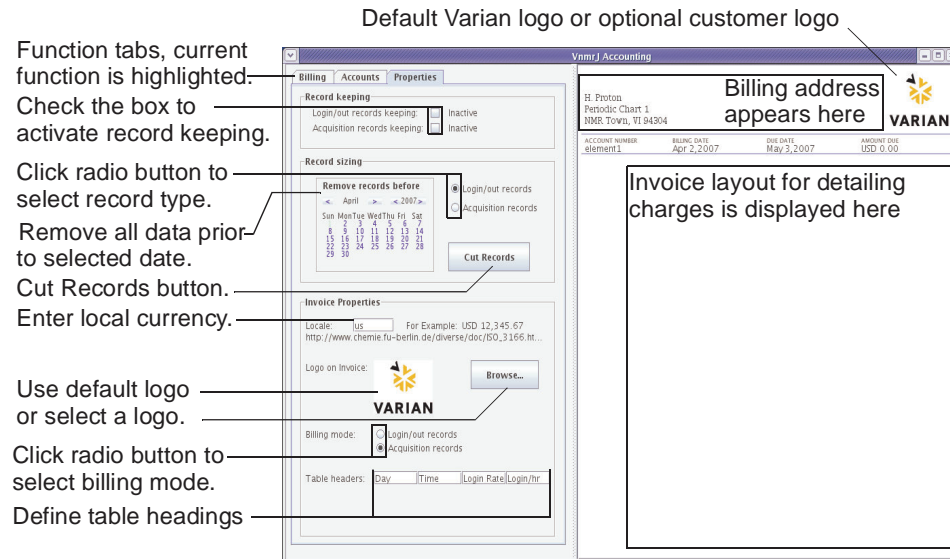 Default Varian logo or optional customer logo
Function tabs, current
function is highlighted.
Check the box to
activate record keeping.
Click radio button to
select record type.
Remove all data prior
to selected date.
Cut Records button.
Enter local currency.
Use default logo
or select a logo.
Click radio button to
select billing mode.
Define table headings
VnmrJ Accounting
Billing Accounts Properties
Record keeping
Login/out records keeping: Inactive
Acquisition records keeping: Inactive
Record sizing
Remove records before
< April > < 2007 >
Sun Mon Tue Wed Thu Fri Sat
1 2 3 4 5 6 7
8 9 10 11 12 13 14
15 16 17 18 19 20 21
22 23 24 25 26 27 28
29 30
Login/out records
Acquisition records
Cut Records
Invoice Properties
Locale: us For Example: USD 12,345.67
http://www.chemie.fu-berlin.de/diverse/doc/ISO_3166.ht...
Logo on Invoice:
VARIAN
Browse...
Billing mode: Login/out records
Acquisition records
Table headers: Day Time Login Rate Login/hr
H. Proton
Periodic Chart 1
NMR Town, VI 94304
Billing address
appears here
VARIAN
ACCOUNT NUMBER BILLING DATE DUE DATE AMOUNT DUE
element1 Apr 2,2007 May 3,2007 USD 0.00
Invoice layout for detailing
charges is displayed here